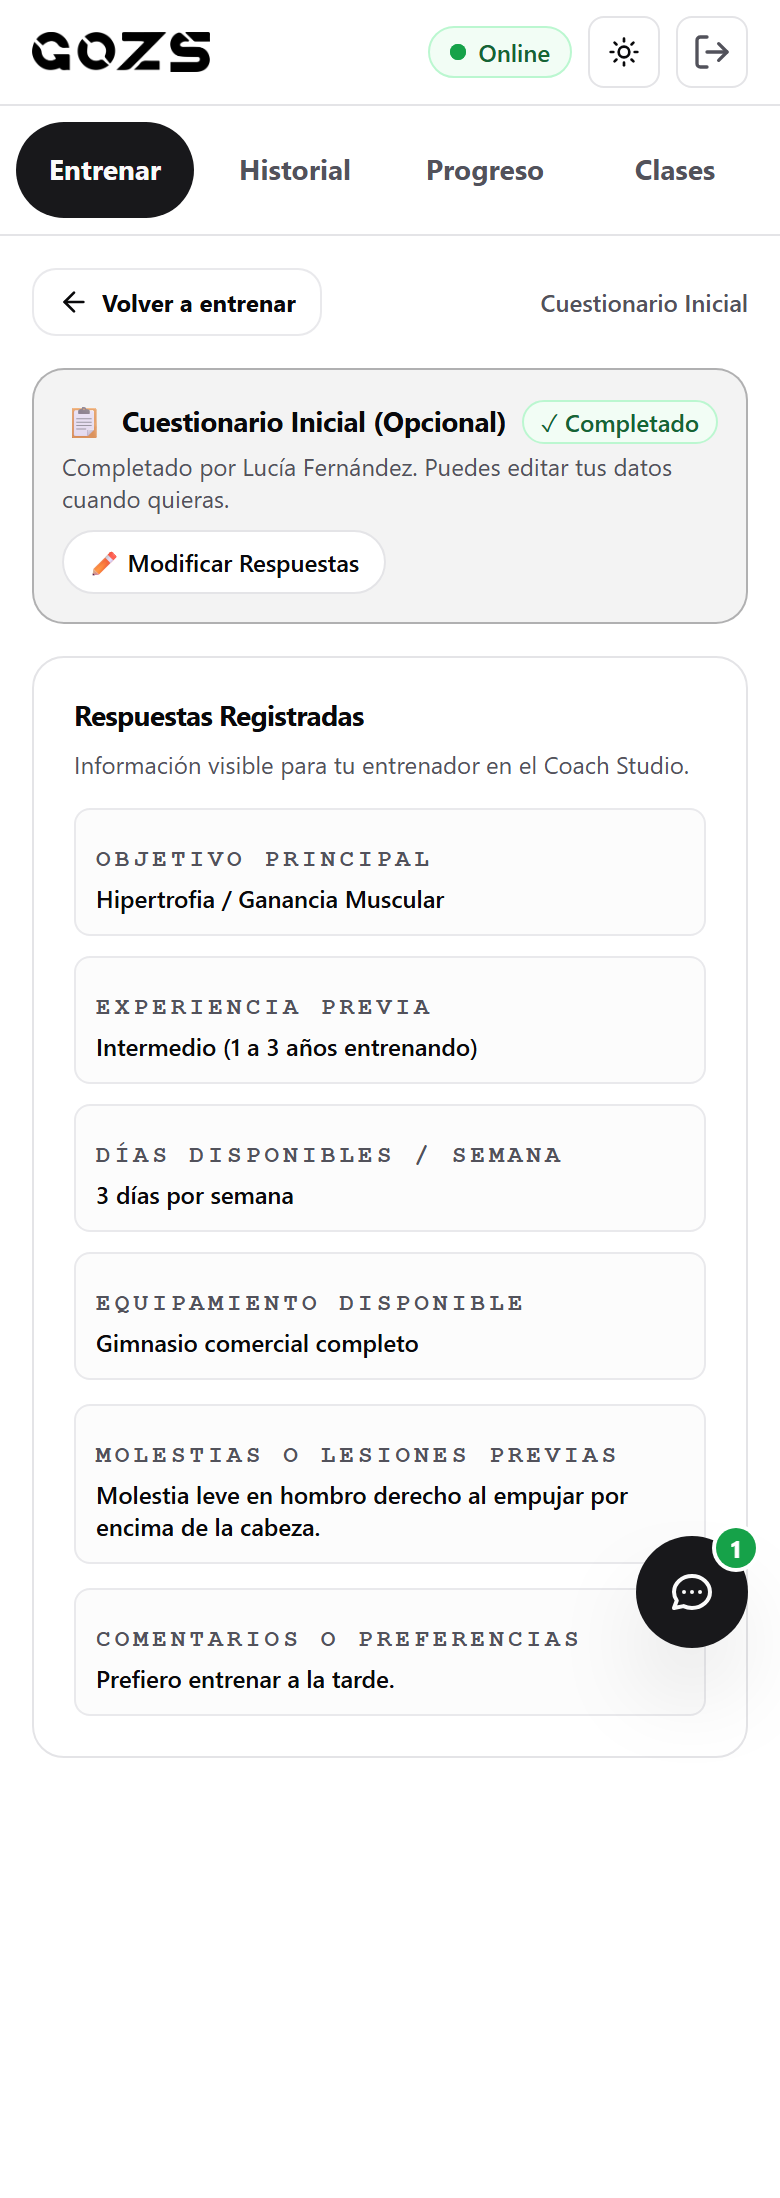 GOZS
Online
Entrenar
Historial
Progreso
Clases
Volver a entrenar
Cuestionario Inicial
Cuestionario Inicial (Opcional)
✓ Completado
Completado por Lucía Fernández. Puedes editar tus datos
cuando quieras.
Modificar Respuestas
Respuestas Registradas
Información visible para tu entrenador en el Coach Studio.
OBJETIVO PRINCIPAL
Hipertrofia / Ganancia Muscular
EXPERIENCIA PREVIA
Intermedio (1 a 3 años entrenando)
DÍAS DISPONIBLES / SEMANA
3 días por semana
EQUIPAMIENTO DISPONIBLE
Gimnasio comercial completo
MOLESTIAS O LESIONES PREVIAS
Molestia leve en hombro derecho al empujar por
encima de la cabeza.
1
COMENTARIOS O PREFERENCIAS
Prefiero entrenar a la tarde.